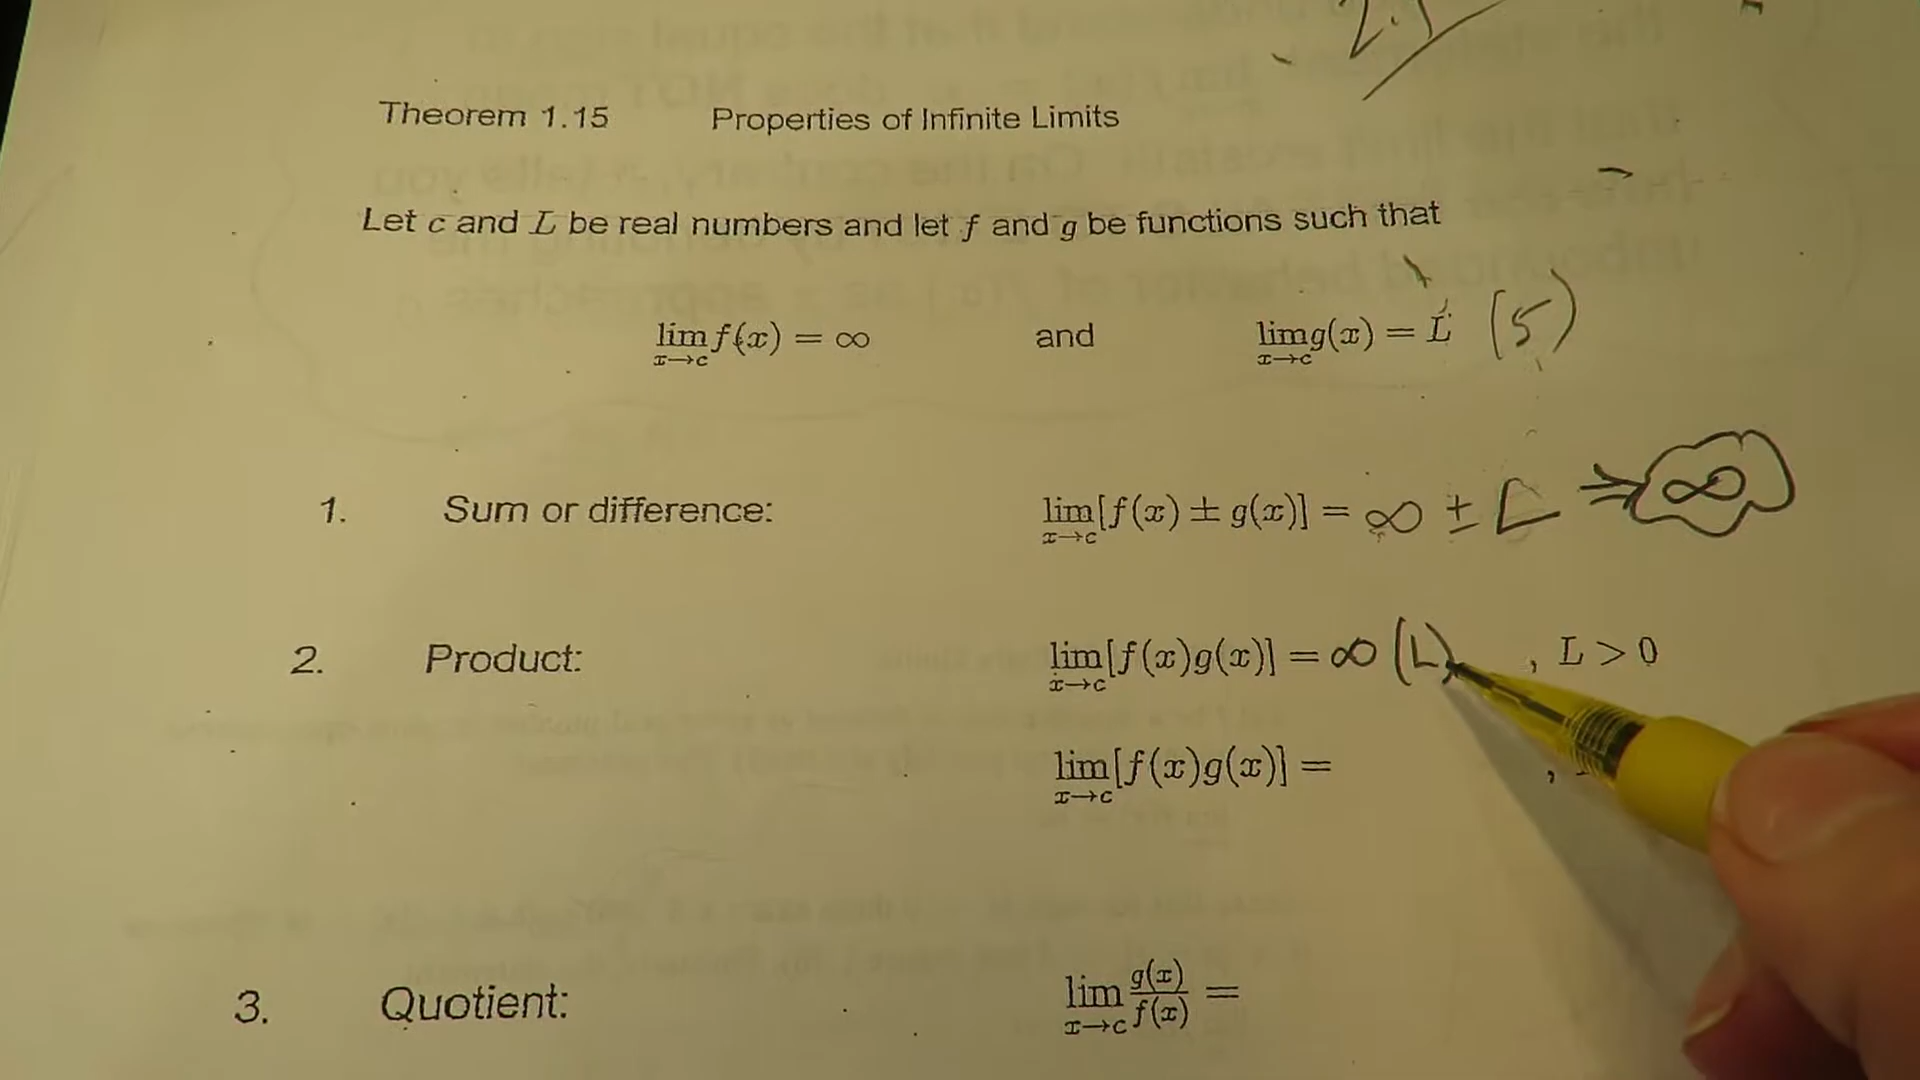 Theorem 1.15 Properties of Infinite Limits
Let c and L be real numbers and let f and g be functions such that
lim x→c f(x) = ∞ and lim x→c g(x) = L (5)
1. Sum or difference: lim x→c [f(x) ± g(x)] = ∞ ± L ⇒ ∞
2. Product: lim x→c [f(x)g(x)] = ∞ (L) , L > 0
lim x→c [f(x)g(x)] = ,
3. Quotient: lim x→c g(x)/f(x) =